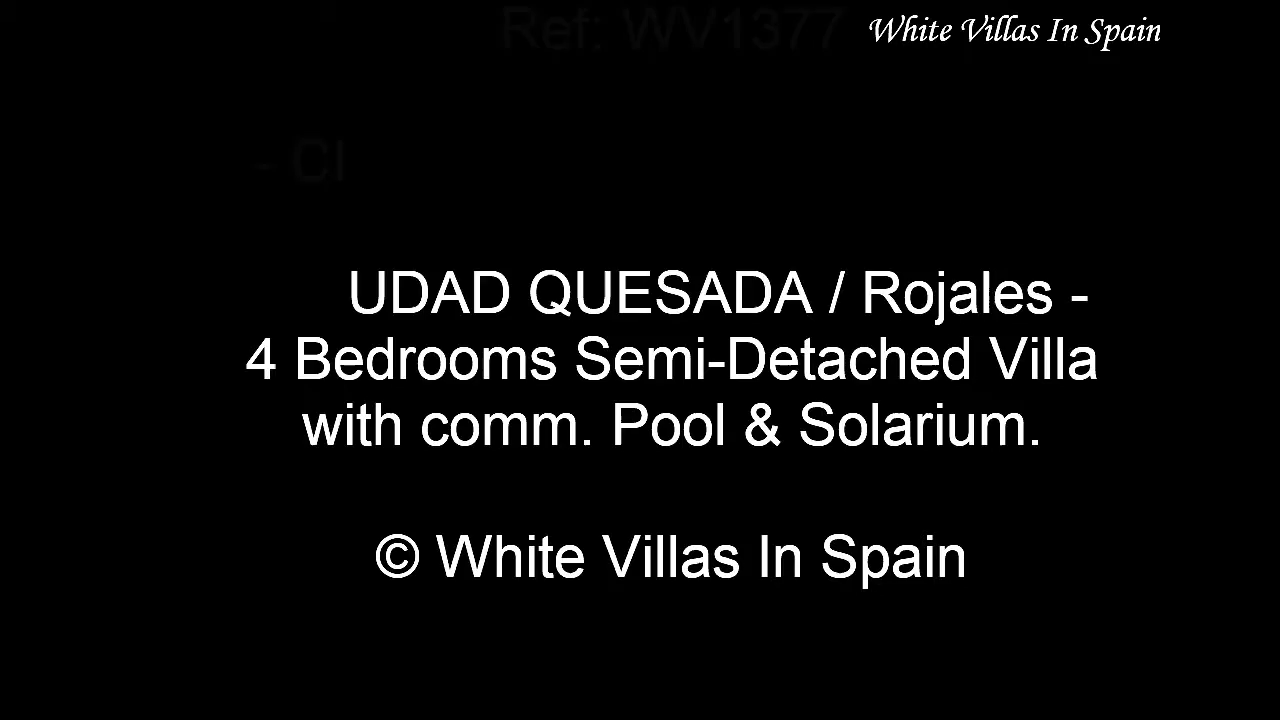 Ref: WV1377
White Villas In Spain
- CI
UDAD QUESADA / Rojales -
4 Bedrooms Semi-Detached Villa
with comm. Pool & Solarium.
© White Villas In Spain